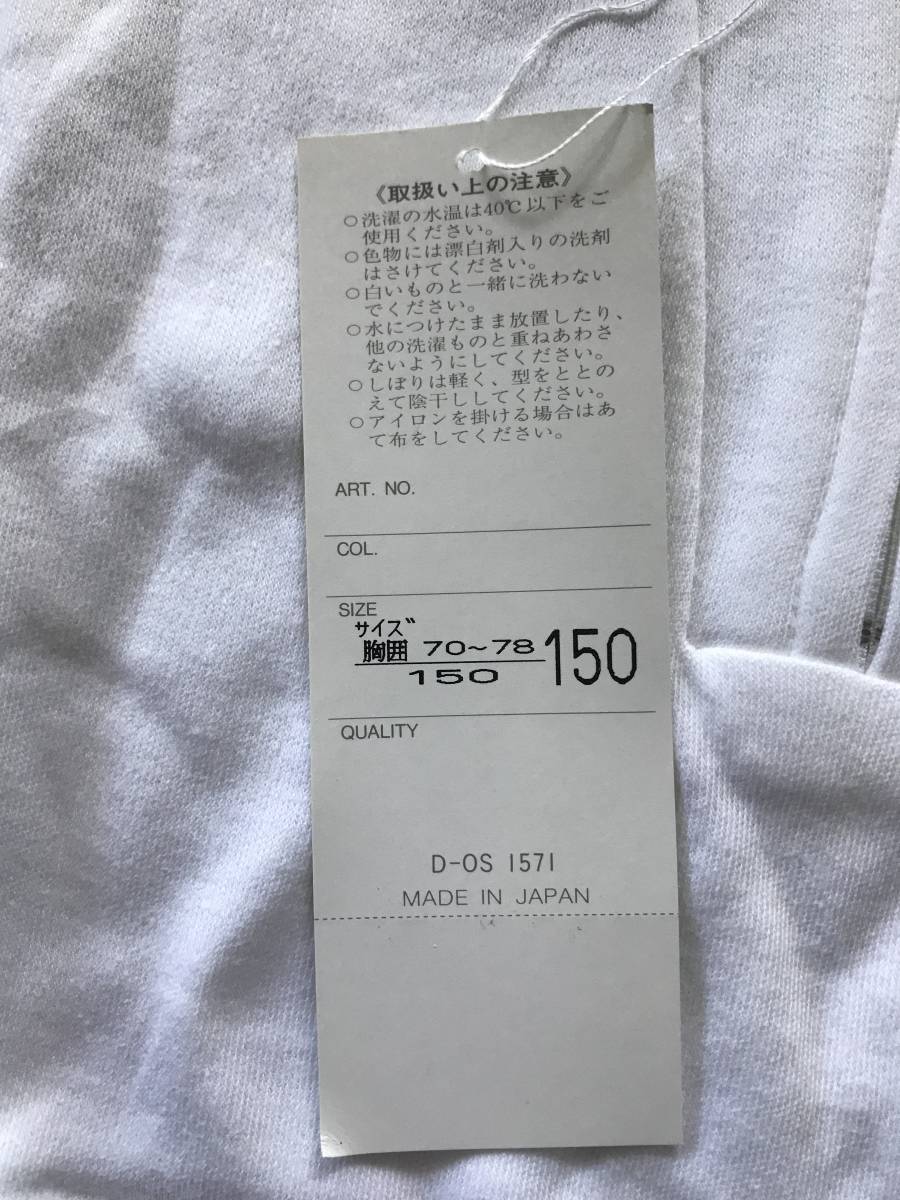 《取扱い上の注意》
○洗濯の水温は40℃以下をご
使用ください。
○色物には漂白剤入りの洗剤
はさけてください。
○白いものと一緒に洗わない
でください。
○水につけたまま放置したり、
他の洗濯ものと重ねあわさ
ないようにしてください。
○しぼりは軽く、型をととの
えて陰干ししてください。
○アイロンを掛ける場合はあ
て布をしてください。
ART. NO.
COL.
SIZE
サイズ
胸囲 70~78
150
150
QUALITY
D-OS 1571
MADE IN JAPAN